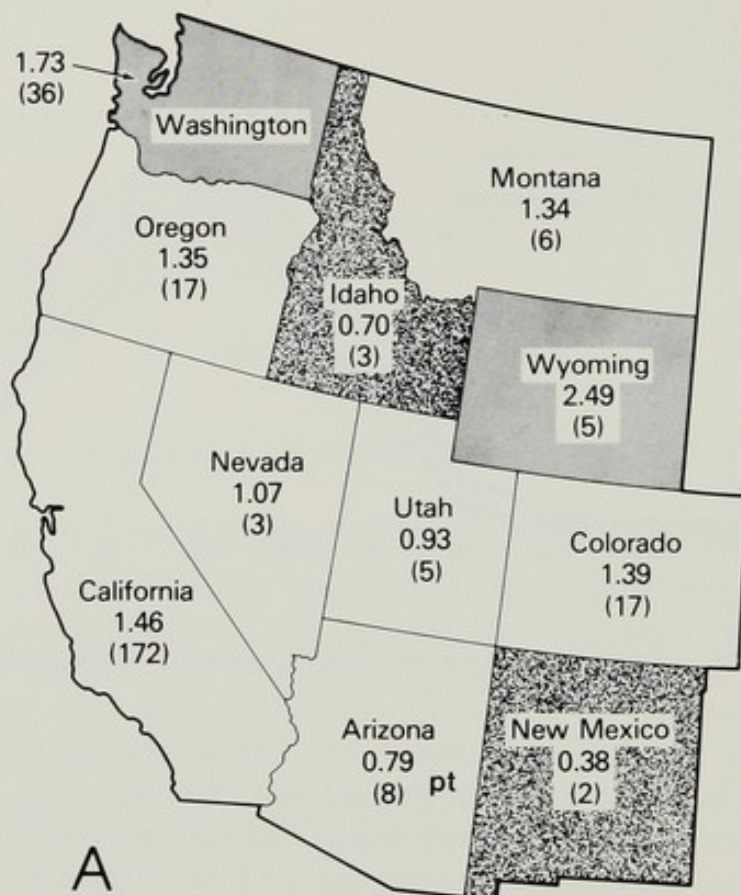 1.73
(36)
Washington
Montana
1.34
(6)
Oregon
1.35
(17)
Idaho
0.70
(3)
Wyoming
2.49
(5)
Nevada
1.07
(3)
Utah
0.93
(5)
Colorado
1.39
(17)
California
1.46
(172)
Arizona
0.79
(8) pt
New Mexico
0.38
(2)
A